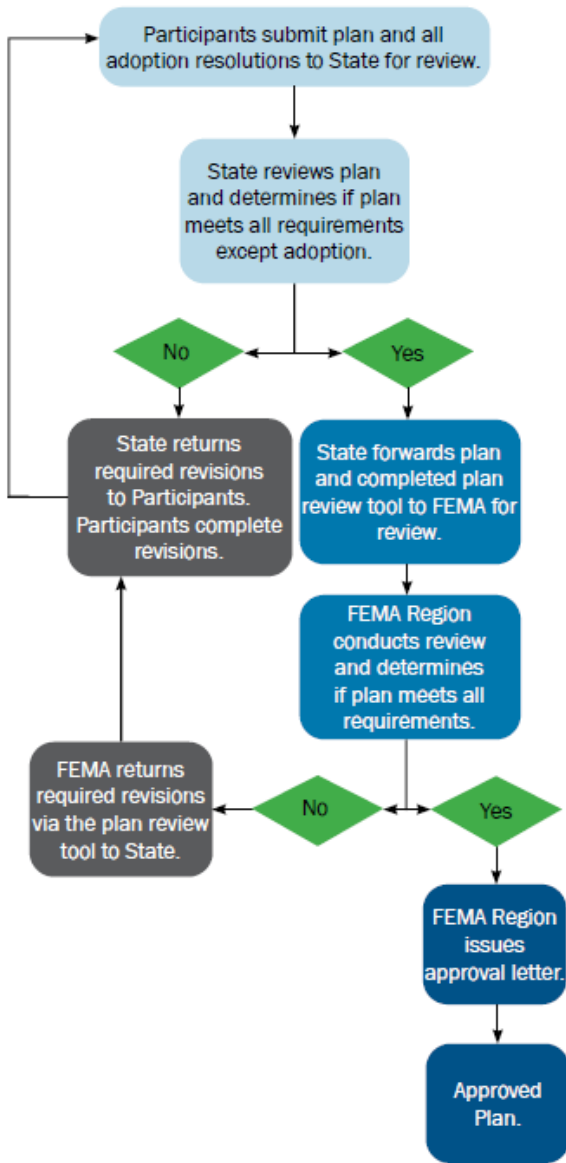 Participants submit plan and all
adoption resolutions to State for review.
State reviews plan
and determines if plan
meets all requirements
except adoption.
No
Yes
State returns
required revisions
to Participants.
Participants complete
revisions.
State forwards plan
and completed plan
review tool to FEMA for
review.
FEMA Region
conducts review
and determines
if plan meets all
requirements.
FEMA returns
required revisions
via the plan review
tool to State.
No
Yes
FEMA Region
issues
approval letter.
Approved
Plan.